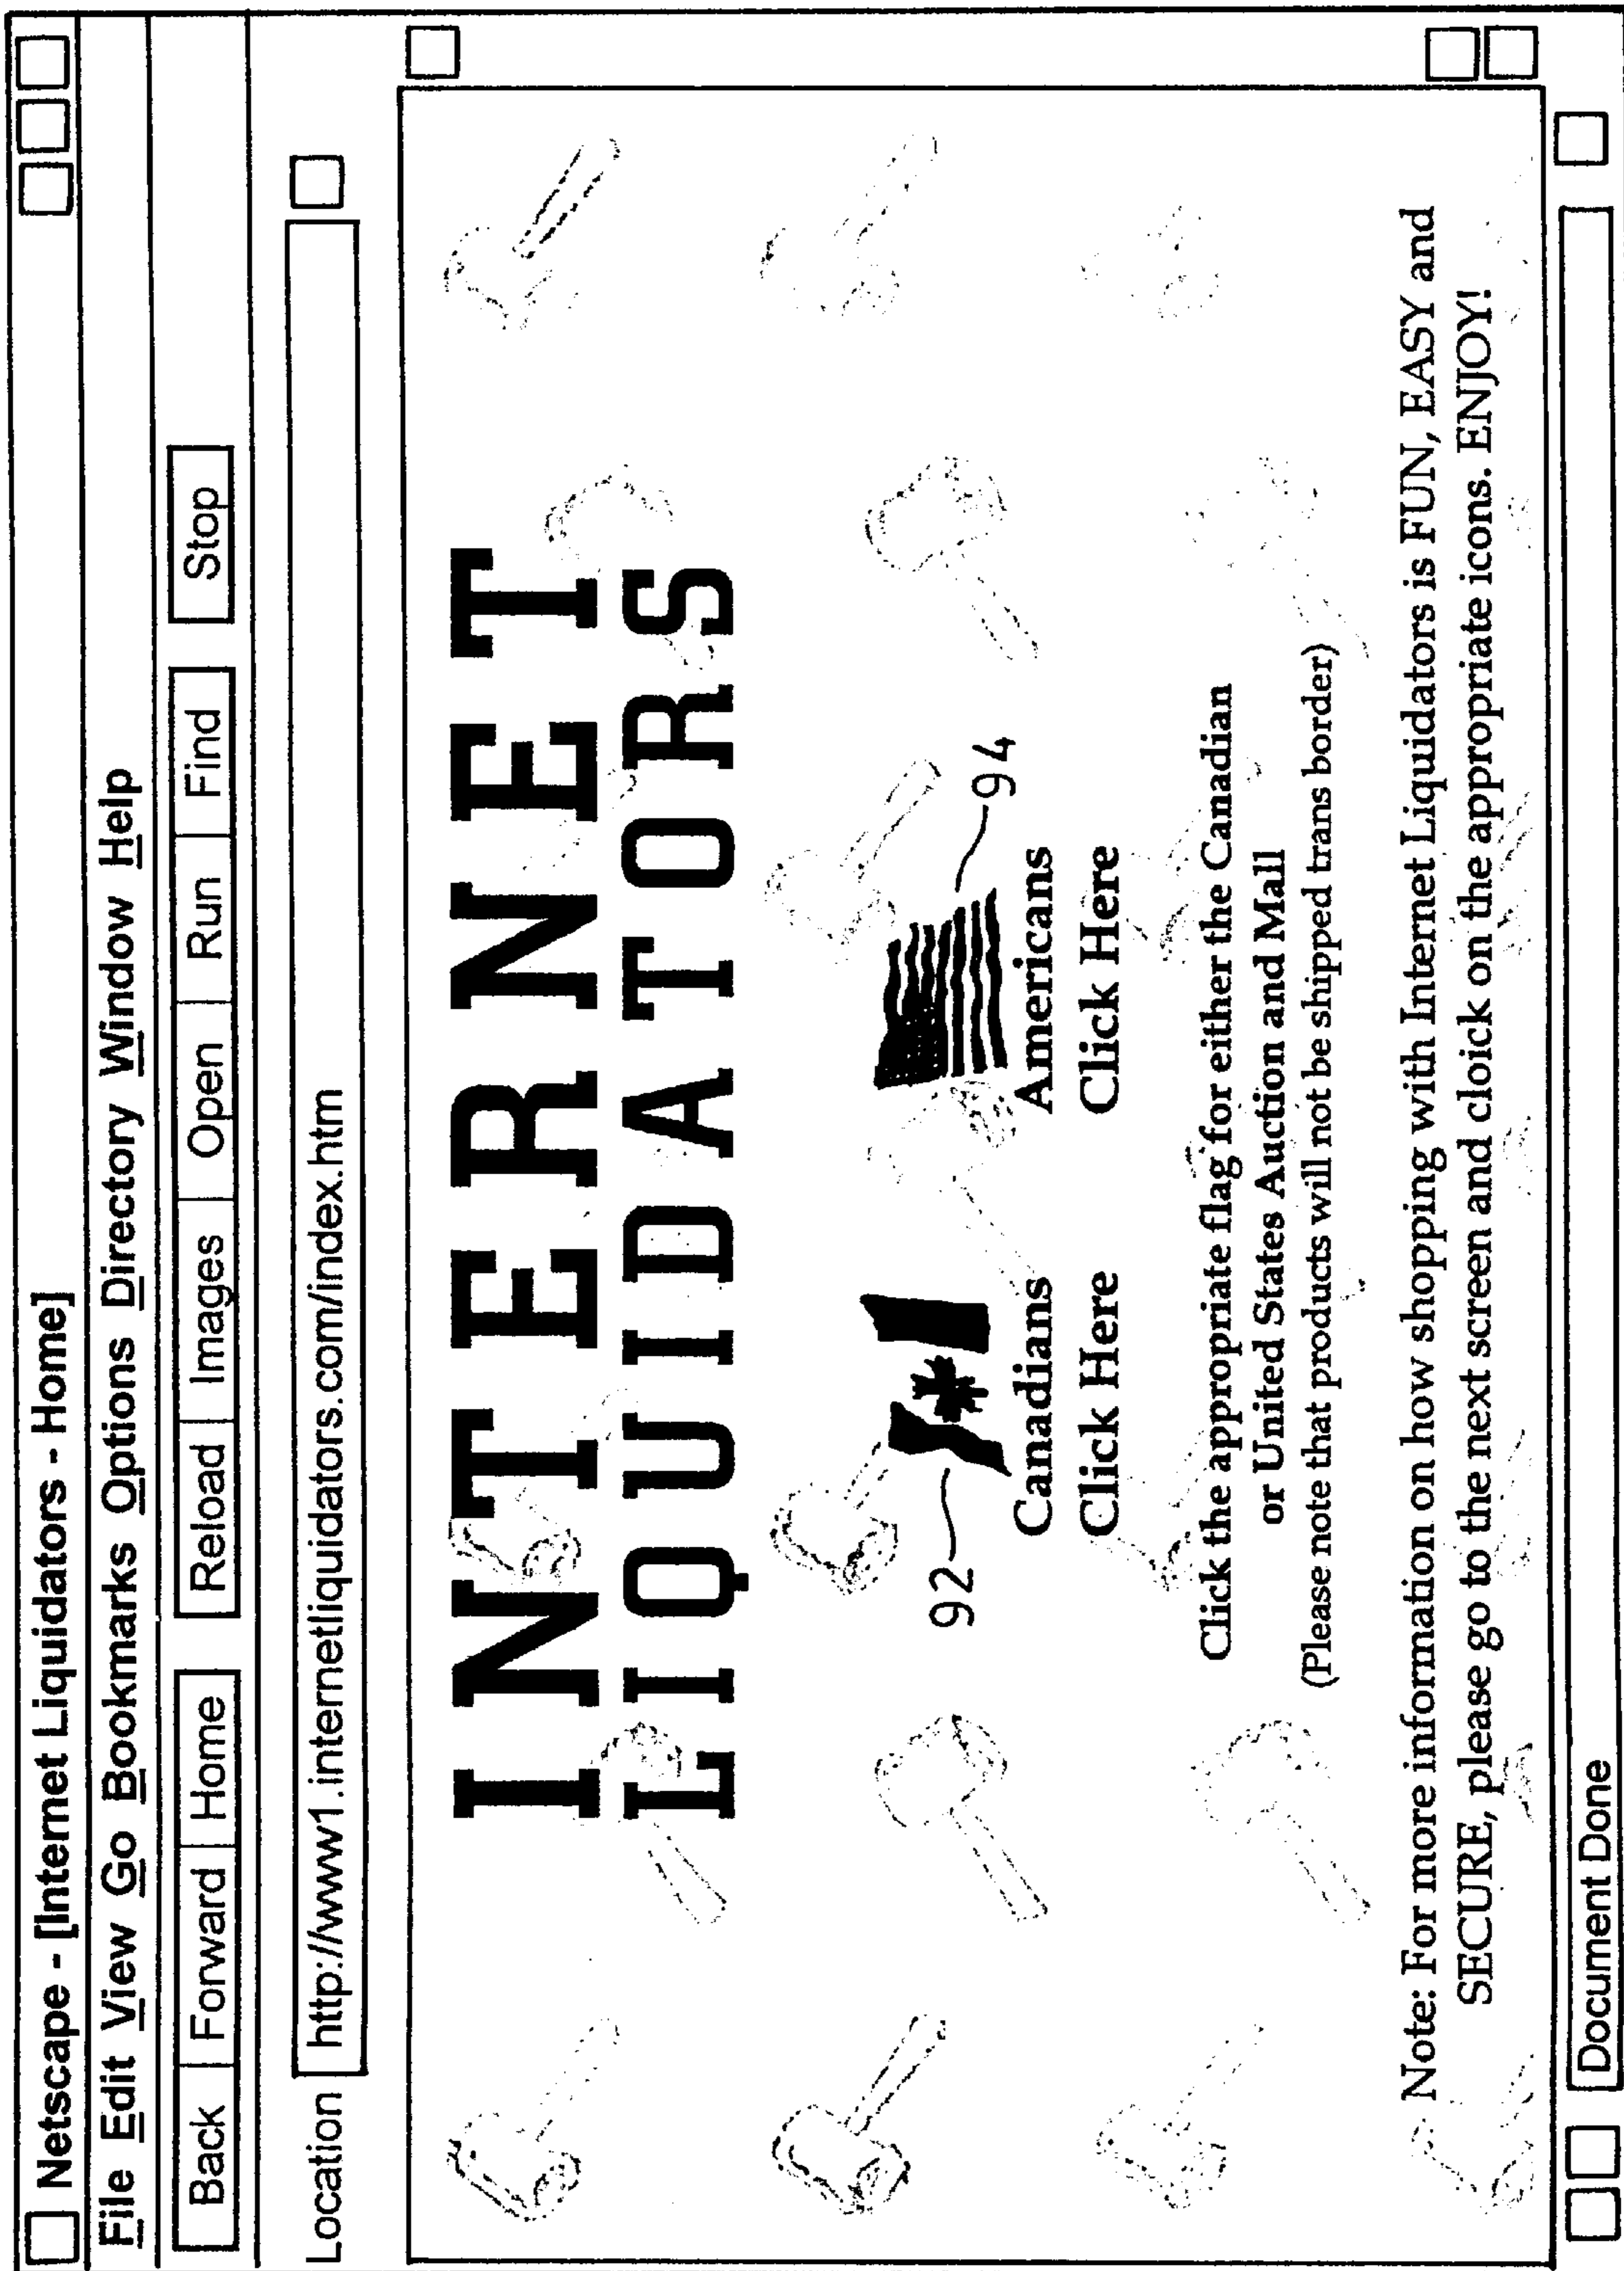 Netscape - [Internet Liquidators - Home]
File Edit View Go Bookmarks Options Directory Window Help
Back Forward Home Reload Images Open Run Find Stop
Location http://www1.internetliquidators.com/index.htm
INTERNET
LIQUIDATORS
92 94
Canadians Americans
Click Here Click Here
Click the appropriate flag for either the Canadian
or United States Auction and Mall
(Please note that products will not be shipped trans border)
Note: For more information on how shopping with Internet Liquidators is FUN, EASY and
SECURE, please go to the next screen and cloick on the appropriate icons. ENJOY!
Document Done